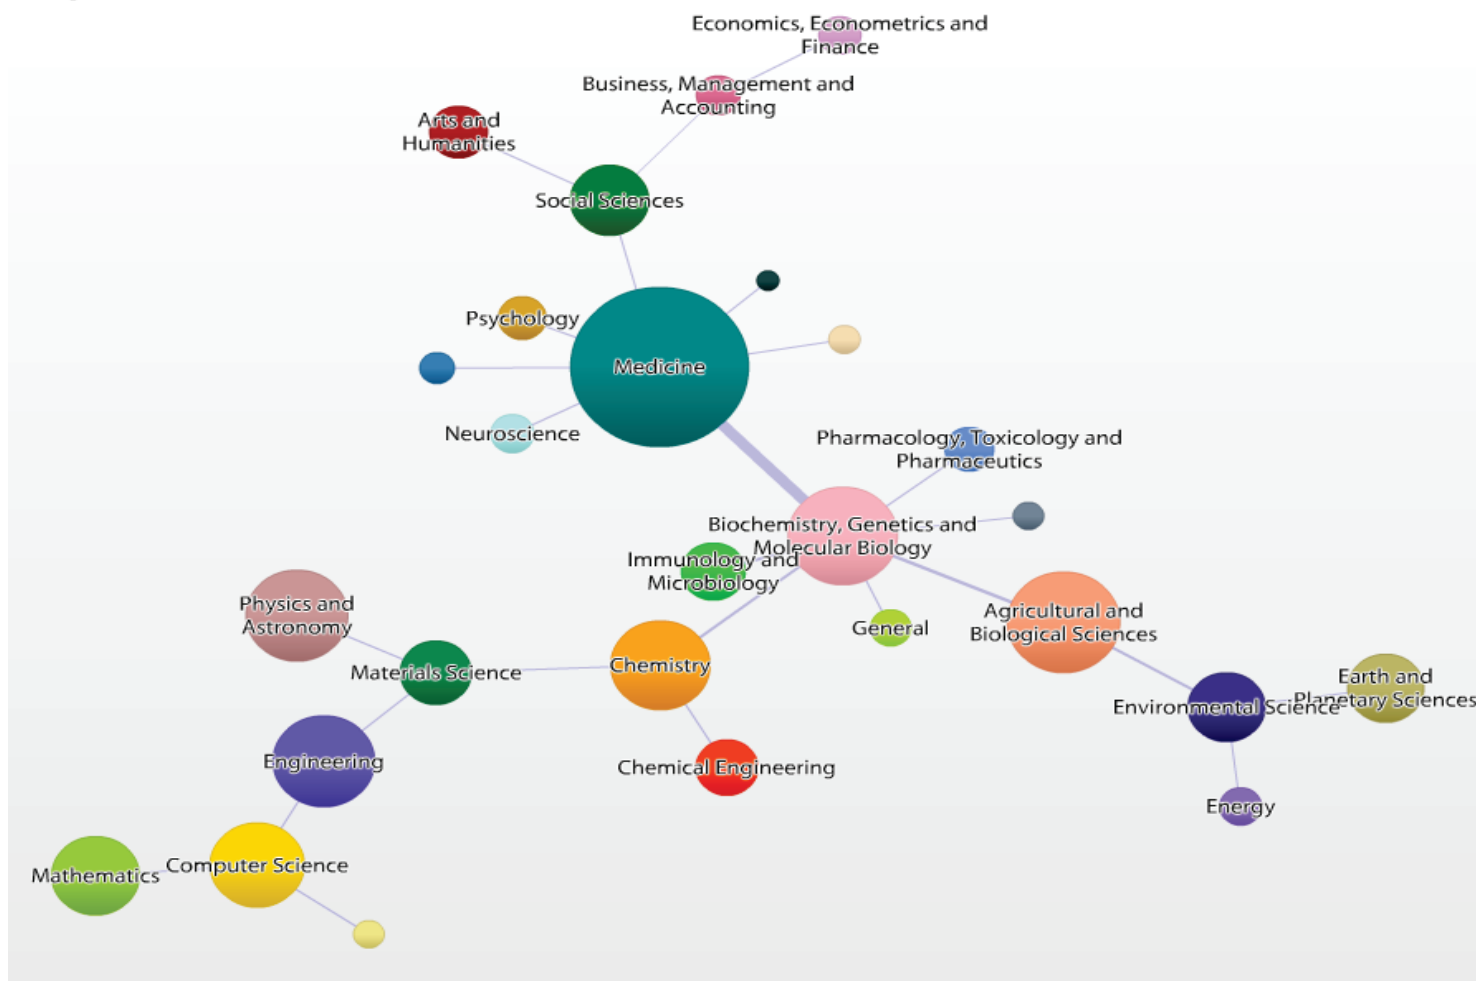 Economics, Econometrics and
Finance
Business, Management and
Accounting
Arts and
Humanities
Social Sciences
Psychology
Medicine
Neuroscience
Pharmacology, Toxicology and
Pharmaceutics
Biochemistry, Genetics and
Molecular Biology
Immunology and
Microbiology
Physics and
Astronomy
General
Agricultural and
Biological Sciences
Materials Science
Chemistry
Earth and
Planetary Sciences
Environmental Science
Engineering
Chemical Engineering
Energy
Mathematics
Computer Science